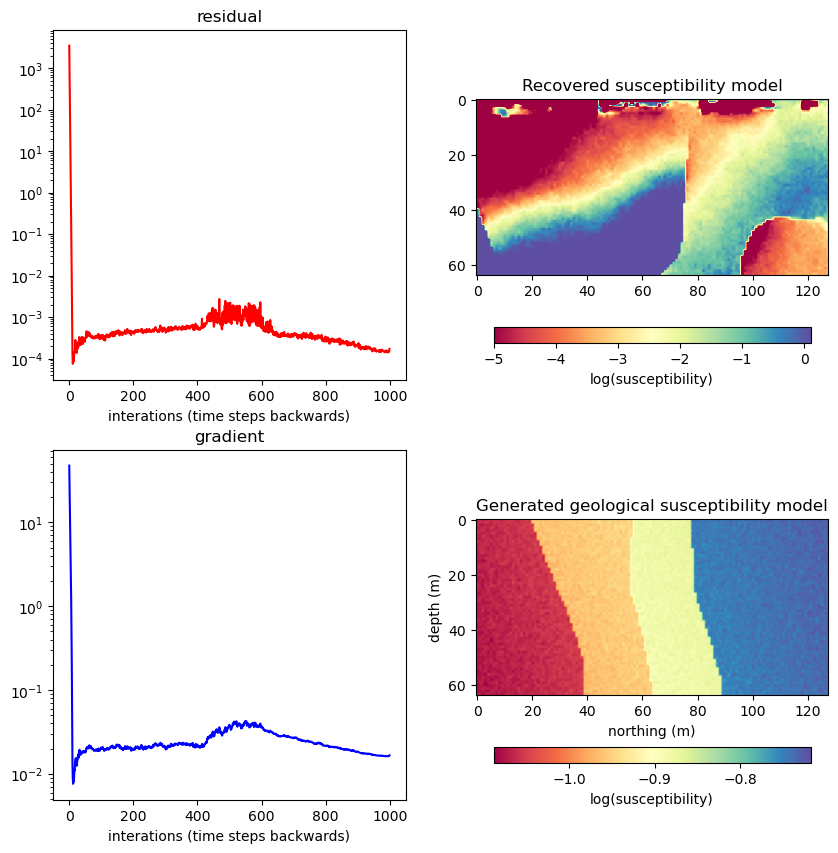 residual
10³
10²
10¹
10⁰
10⁻¹
10⁻²
10⁻³
10⁻⁴
0 200 400 600 800 1000
interations (time steps backwards)
Recovered susceptibility model
0
20
40
60
0 20 40 60 80 100 120
−5 −4 −3 −2 −1 0
log(susceptibility)
gradient
10¹
10⁰
10⁻¹
10⁻²
0 200 400 600 800 1000
interations (time steps backwards)
Generated geological susceptibility model
depth (m)
0
20
40
60
0 20 40 60 80 100 120
northing (m)
−1.0 −0.9 −0.8
log(susceptibility)